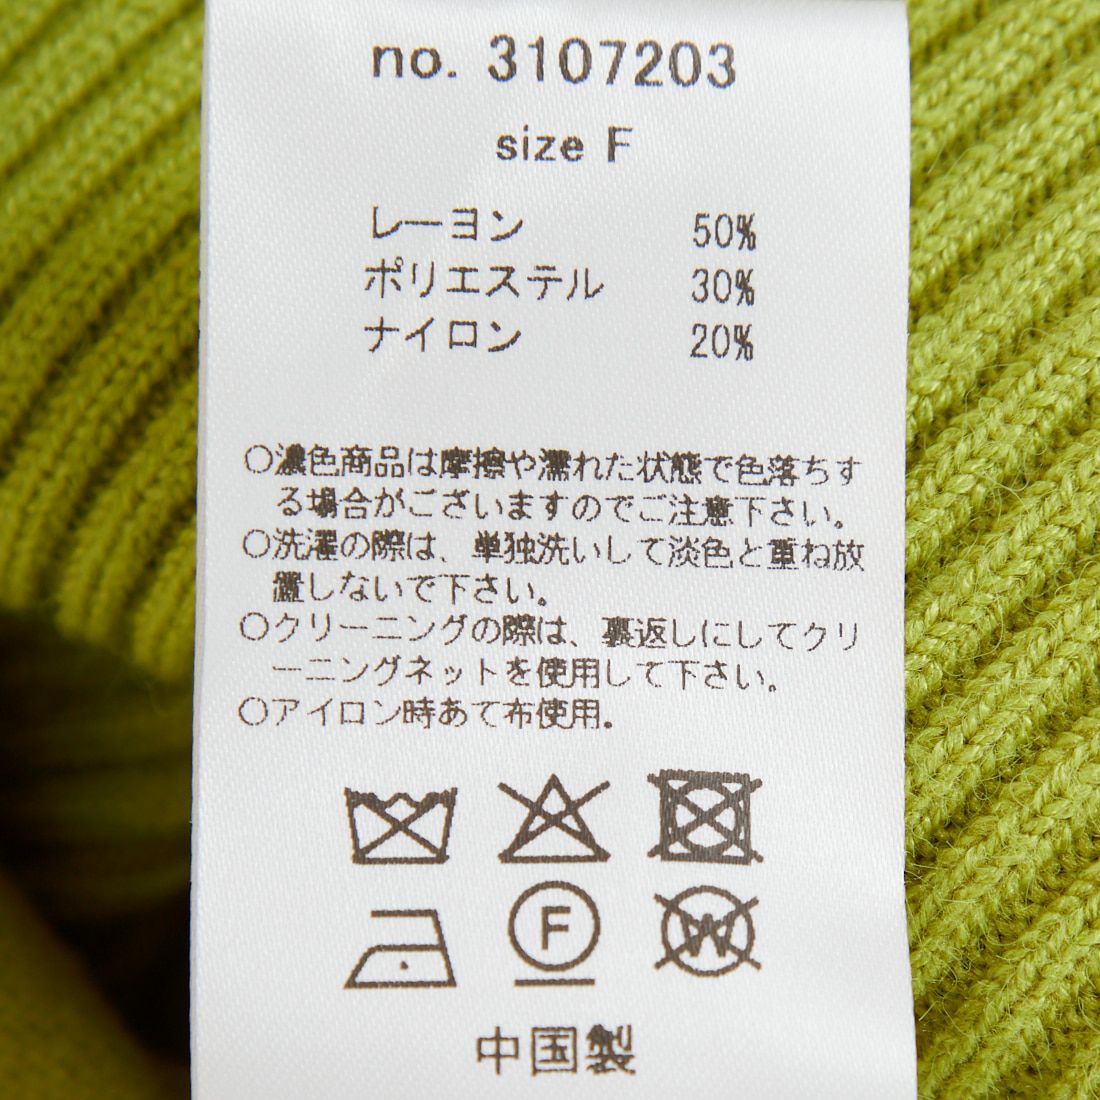 no. 3107203
size F
レーヨン 50%
ポリエステル 30%
ナイロン 20%
○濃色商品は摩擦や濡れた状態で色落ちす
る場合がございますのでご注意下さい。
○洗濯の際は、単独洗いして淡色と重ね放
置しないで下さい。
○クリーニングの際は、裏返しにしてクリ
ーニングネットを使用して下さい。
○アイロン時あて布使用。
F
W
中国製